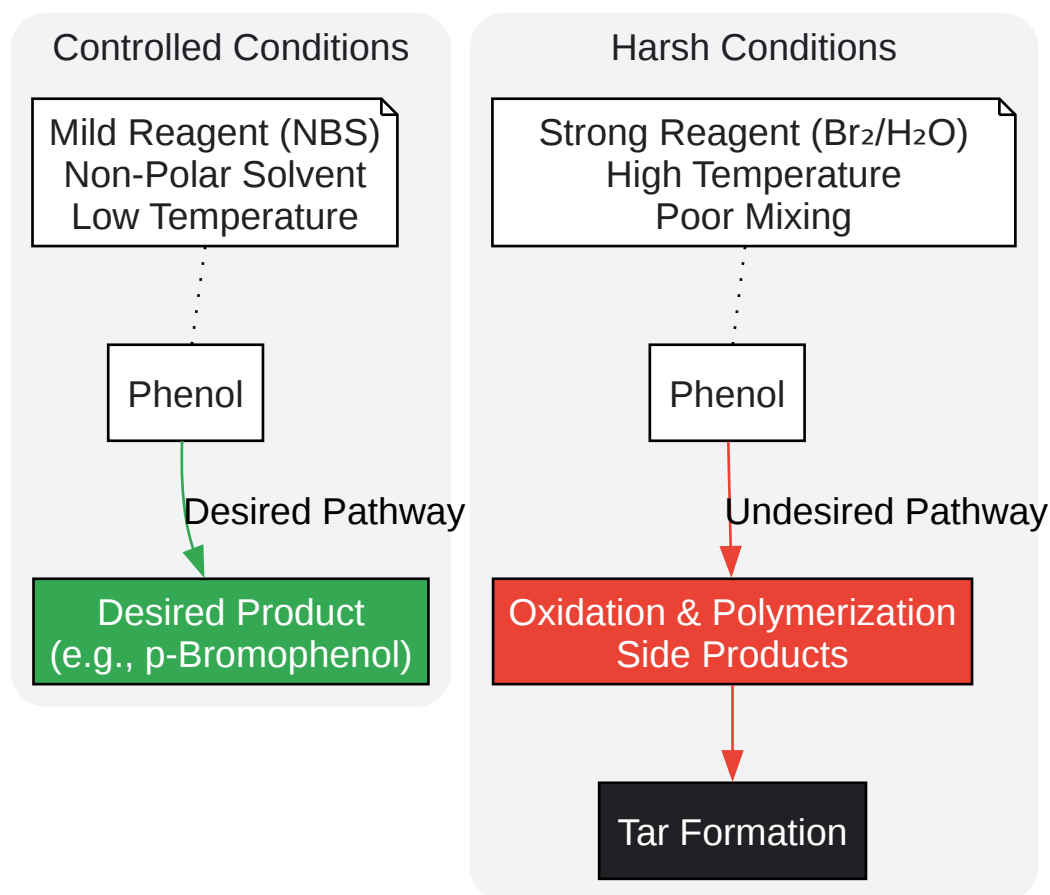 Controlled Conditions
Mild Reagent (NBS)
Non-Polar Solvent
Low Temperature
Phenol
Desired Pathway
Desired Product
(e.g., p-Bromophenol)
Harsh Conditions
Strong Reagent (Br₂/H₂O)
High Temperature
Poor Mixing
Phenol
Undesired Pathway
Oxidation & Polymerization
Side Products
Tar Formation